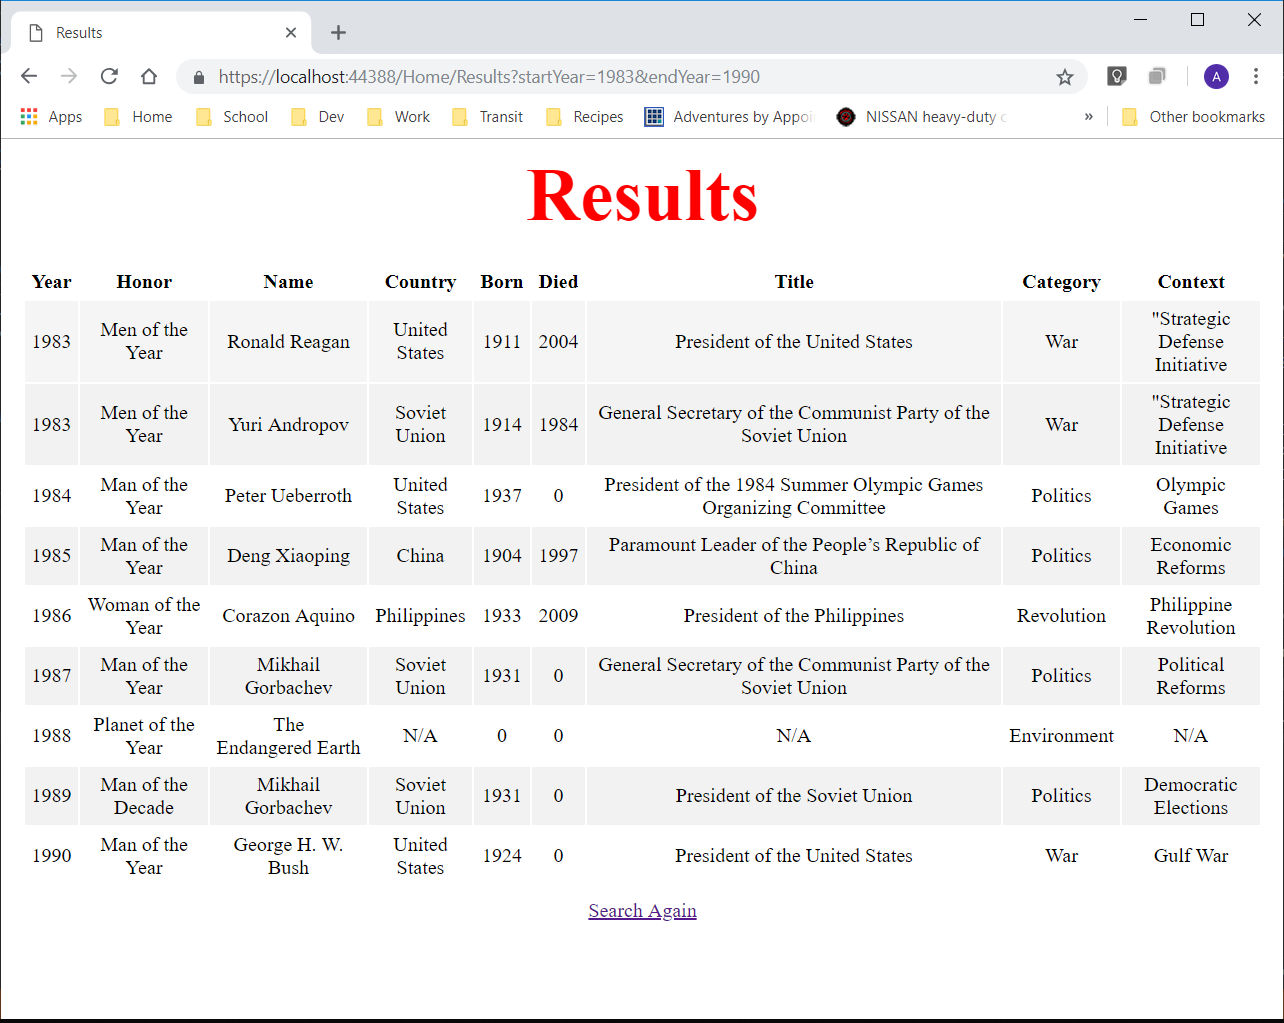 Results
https://localhost:44388/Home/Results?startYear=1983&endYear=1990
A
Apps Home School Dev Work Transit Recipes Adventures by Appoi NISSAN heavy-duty » Other bookmarks
Results
Year Honor Name Country Born Died Title Category Context
1983 Men of the Year Ronald Reagan United States 1911 2004 President of the United States War "Strategic Defense Initiative
1983 Men of the Year Yuri Andropov Soviet Union 1914 1984 General Secretary of the Communist Party of the Soviet Union War "Strategic Defense Initiative
1984 Man of the Year Peter Ueberroth United States 1937 0 President of the 1984 Summer Olympic Games Organizing Committee Politics Olympic Games
1985 Man of the Year Deng Xiaoping China 1904 1997 Paramount Leader of the People’s Republic of China Politics Economic Reforms
1986 Woman of the Year Corazon Aquino Philippines 1933 2009 President of the Philippines Revolution Philippine Revolution
1987 Man of the Year Mikhail Gorbachev Soviet Union 1931 0 General Secretary of the Communist Party of the Soviet Union Politics Political Reforms
1988 Planet of the Year The Endangered Earth N/A 0 0 N/A Environment N/A
1989 Man of the Decade Mikhail Gorbachev Soviet Union 1931 0 President of the Soviet Union Politics Democratic Elections
1990 Man of the Year George H. W. Bush United States 1924 0 President of the United States War Gulf War
Search Again